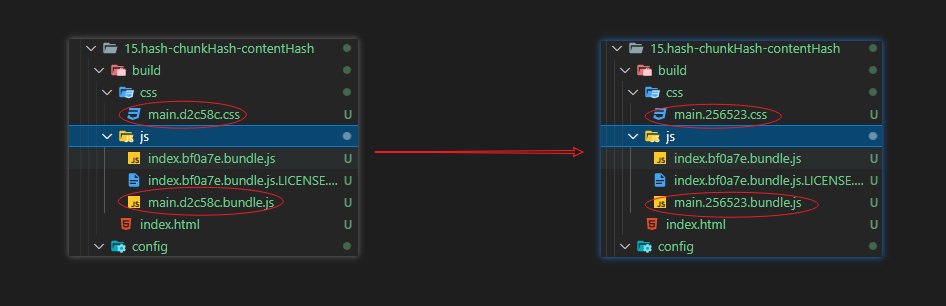 15.hash-chunkHash-contentHash
build
css
main.d2c58c.css U
js
index.bf0a7e.bundle.js U
index.bf0a7e.bundle.js.LICENSE.... U
main.d2c58c.bundle.js U
index.html U
config
15.hash-chunkHash-contentHash
build
css
main.256523.css U
js
index.bf0a7e.bundle.js U
index.bf0a7e.bundle.js.LICENSE.... U
main.256523.bundle.js U
index.html U
config